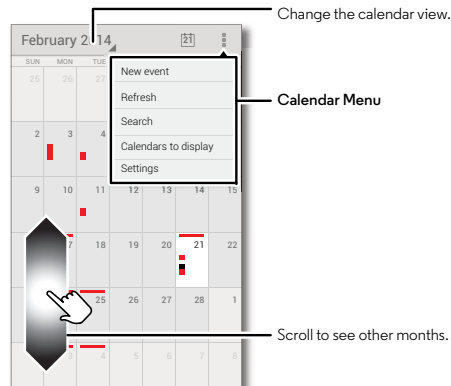 Change the calendar view.
February 2014
21
SUN MON TUE
25 26 27
New event
Refresh
Search
Calendars to display
Settings
Calendar Menu
2 3 4
9 10 11 12 13 14 15
7 18 19 20 21 22
25 26 27 28 1
Scroll to see other months.
3 4 5 6 7 8